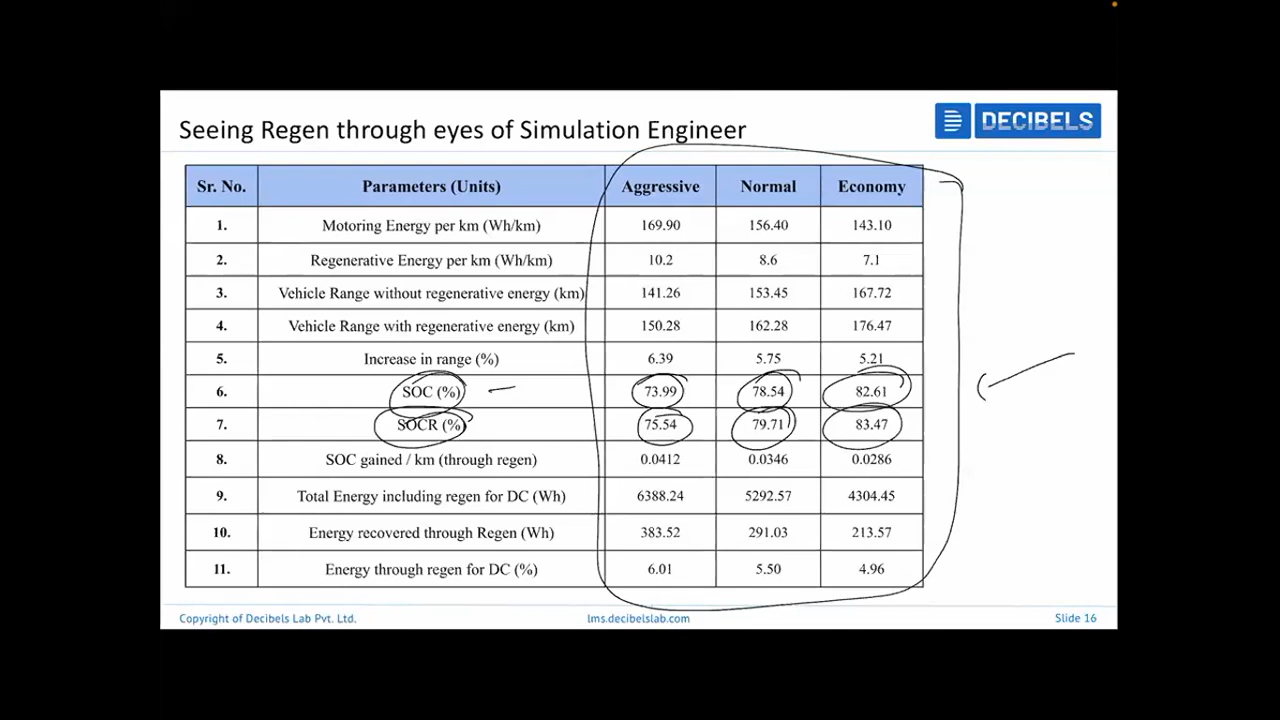 Seeing Regen through eyes of Simulation Engineer
DECIBELS
Sr. No. Parameters (Units) Aggressive Normal Economy
1. Motoring Energy per km (Wh/km) 169.90 156.40 143.10
2. Regenerative Energy per km (Wh/km) 10.2 8.6 7.1
3. Vehicle Range without regenerative energy (km) 141.26 153.45 167.72
4. Vehicle Range with regenerative energy (km) 150.28 162.28 176.47
5. Increase in range (%) 6.39 5.75 5.21
6. SOC (%) 73.99 78.54 82.61
7. SOCR (%) 75.54 79.71 83.47
8. SOC gained / km (through regen) 0.0412 0.0346 0.0286
9. Total Energy including regen for DC (Wh) 6388.24 5292.57 4304.45
10. Energy recovered through Regen (Wh) 383.52 291.03 213.57
11. Energy through regen for DC (%) 6.01 5.50 4.96
Copyright of Decibels Lab Pvt. Ltd. lms.decibelslab.com Slide 16